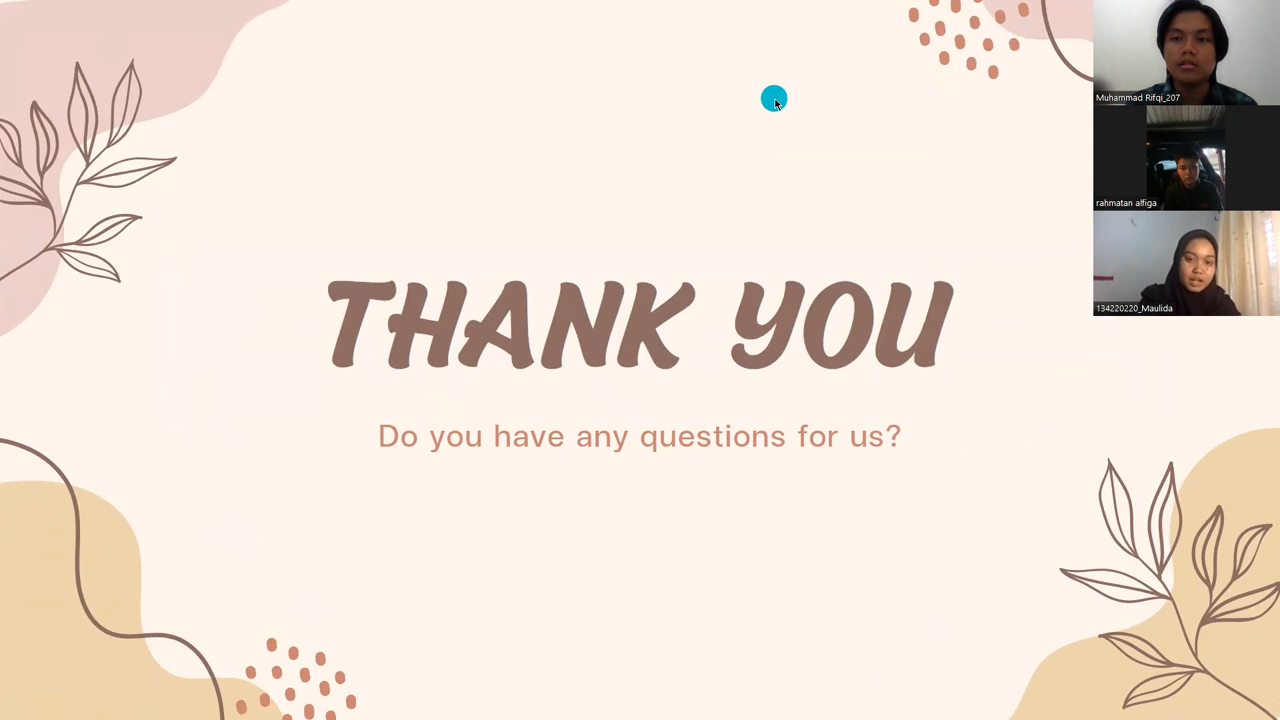 THANK YOU
Do you have any questions for us?
Muhammad Rifqi_207
rahmatan alfiga
134220220_Maulida